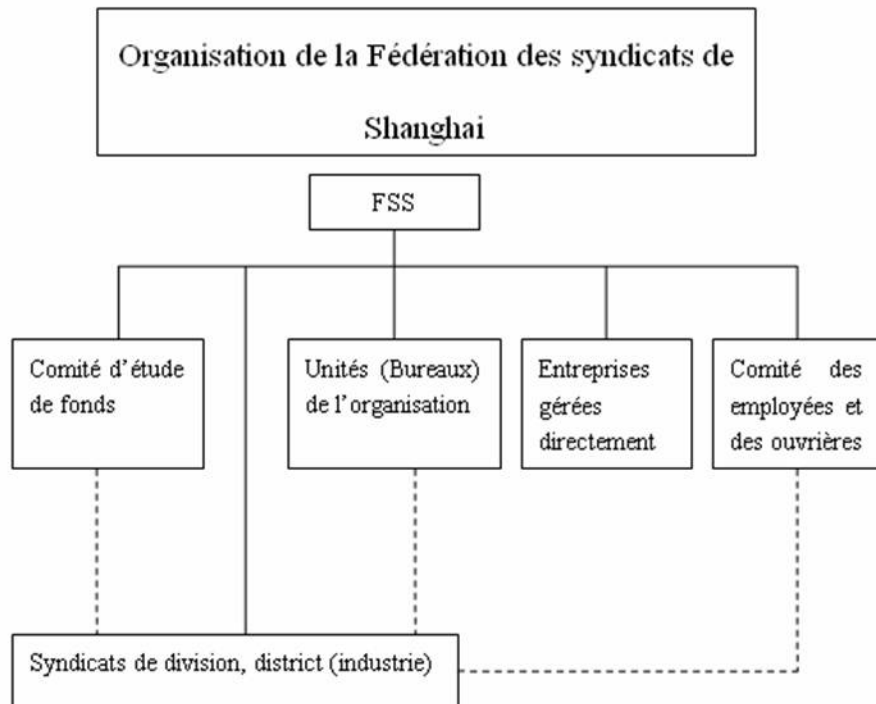 Organisation de la Fédération des syndicats de
Shanghai
FSS
Comité d'étude
de fonds
Unités (Bureaux)
de l'organisation
Entreprises
gérées
directement
Comité des
employées et
des ouvrières
Syndicats de division, district (industrie)